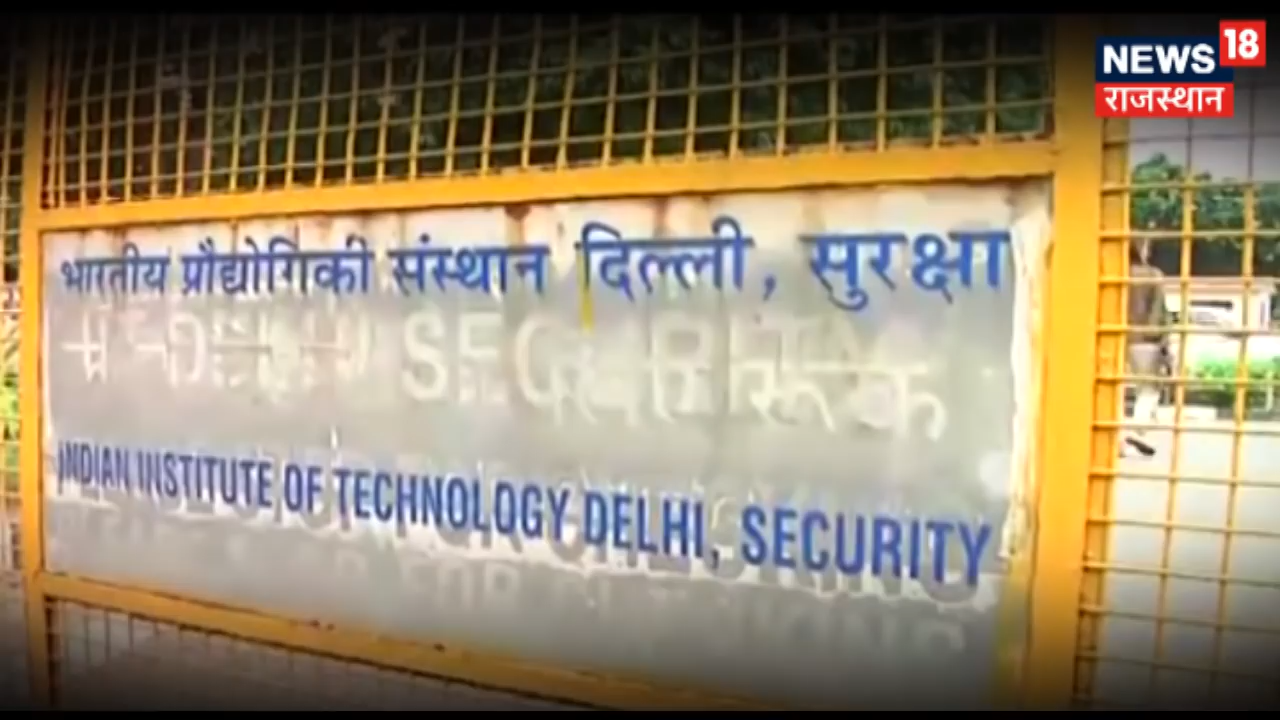 NEWS 18
राजस्थान
भारतीय प्रौद्योगिकी संस्थान दिल्ली, सुरक्षा
INDIAN INSTITUTE OF TECHNOLOGY DELHI, SECURITY